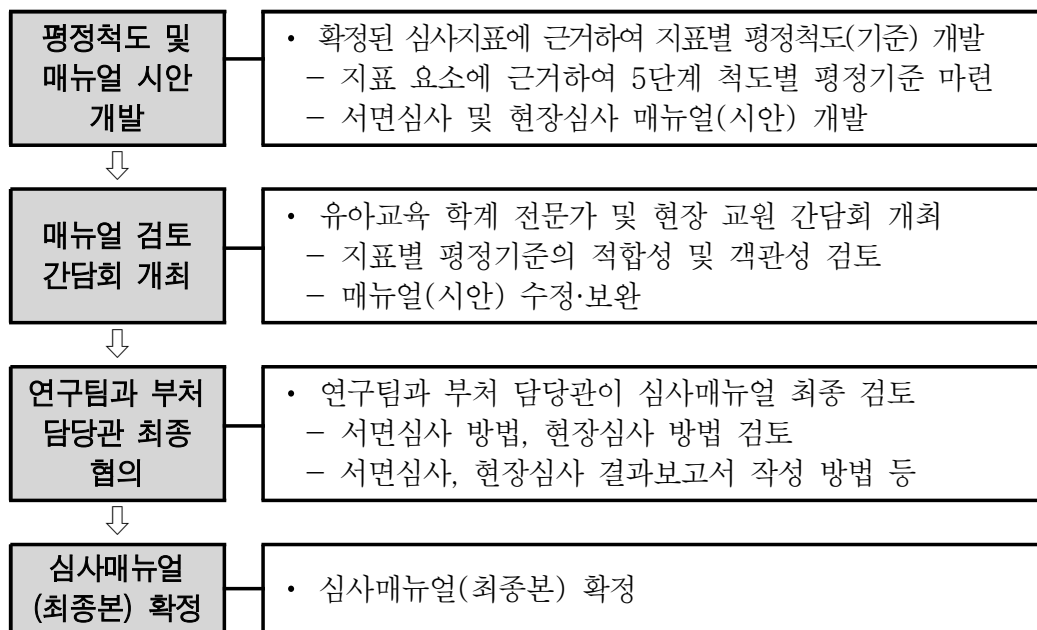 평정척도 및
매뉴얼 시안
개발
• 확정된 심사지표에 근거하여 지표별 평정척도(기준) 개발
– 지표 요소에 근거하여 5단계 척도별 평정기준 마련
– 서면심사 및 현장심사 매뉴얼(시안) 개발
⇩
매뉴얼 검토
간담회 개최
• 유아교육 학계 전문가 및 현장 교원 간담회 개최
– 지표별 평정기준의 적합성 및 객관성 검토
– 매뉴얼(시안) 수정·보완
⇩
연구팀과 부처
담당관 최종
협의
• 연구팀과 부처 담당관이 심사매뉴얼 최종 검토
– 서면심사 방법, 현장심사 방법 검토
– 서면심사, 현장심사 결과보고서 작성 방법 등
⇩
심사매뉴얼
(최종본) 확정
• 심사매뉴얼(최종본) 확정